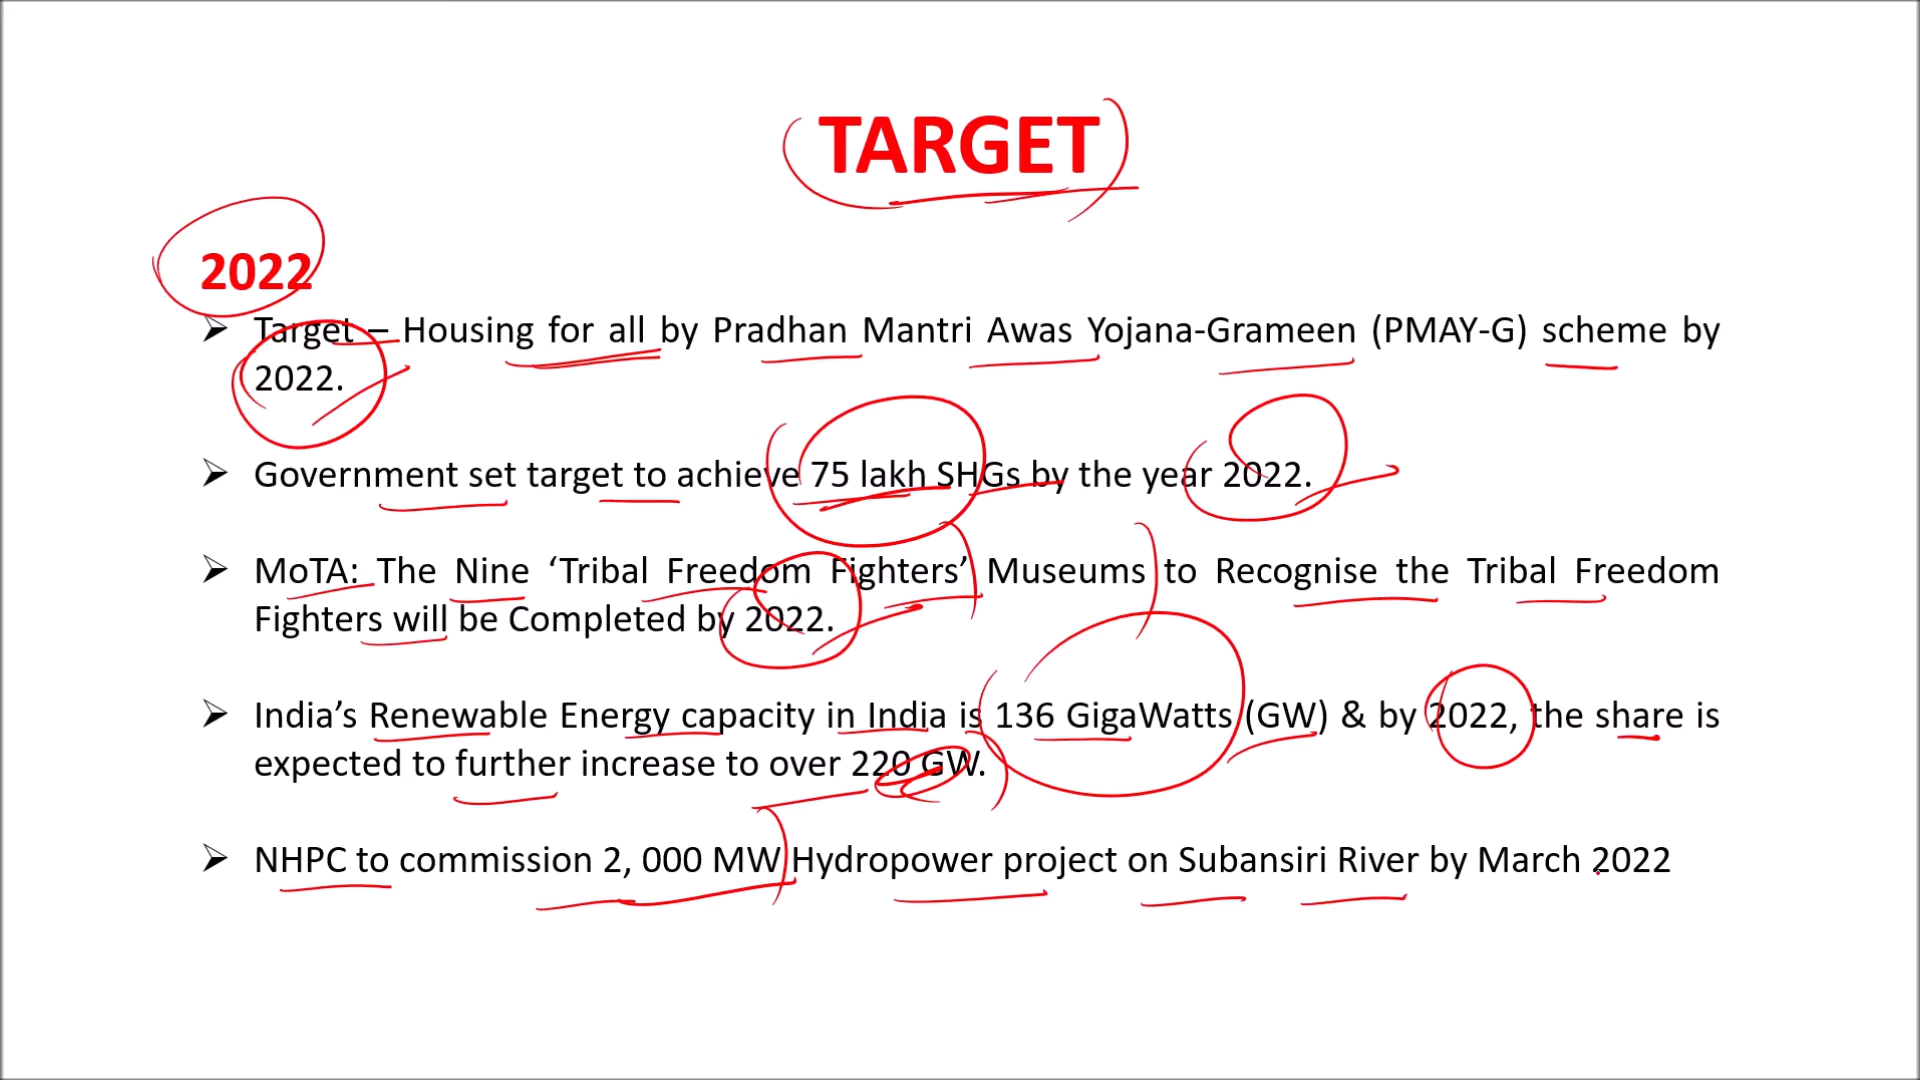 TARGET
2022
➢ Target – Housing for all by Pradhan Mantri Awas Yojana-Grameen (PMAY-G) scheme by
2022.
➢ Government set target to achieve 75 lakh SHGs by the year 2022.
➢ MoTA: The Nine ‘Tribal Freedom Fighters’ Museums to Recognise the Tribal Freedom
Fighters will be Completed by 2022.
➢ India’s Renewable Energy capacity in India is 136 GigaWatts (GW) & by 2022, the share is
expected to further increase to over 220 GW.
➢ NHPC to commission 2, 000 MW Hydropower project on Subansiri River by March 2022